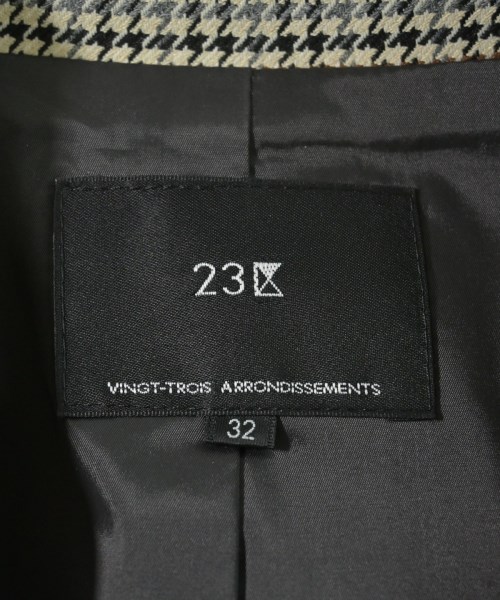 23区
VINGT-TROIS ARRONDISSEMENTS
32